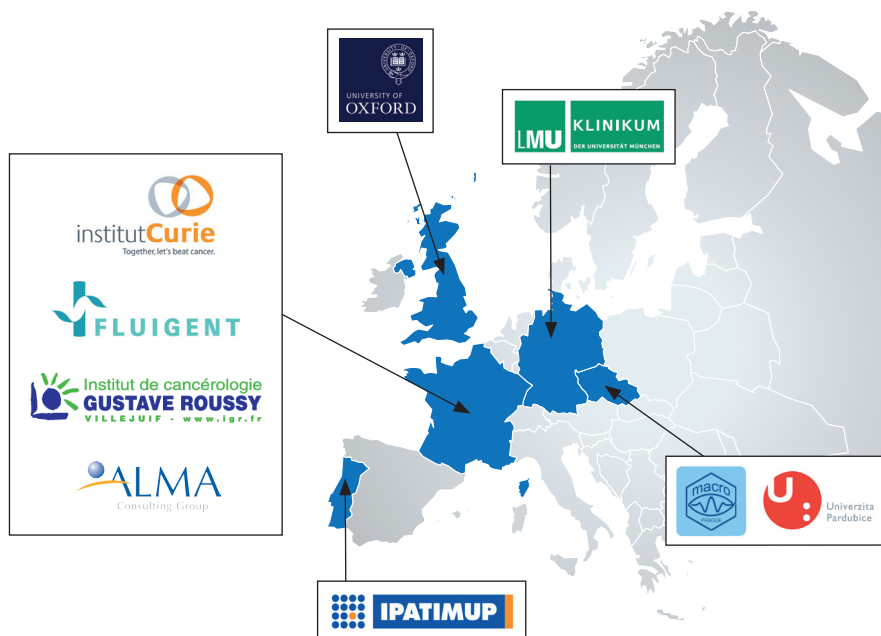 UNIVERSITY OF
OXFORD
LMU KLINIKUM
DER UNIVERSITÄT MÜNCHEN
institutCurie
Together, let's beat cancer.
FLUIGENT
Institut de cancérologie
GUSTAVE ROUSSY
VILLEJUIF - www.igr.fr
ALMA
Consulting Group
macro
PRAGUE
U:
Univerzita
Pardubice
IPATIMUP